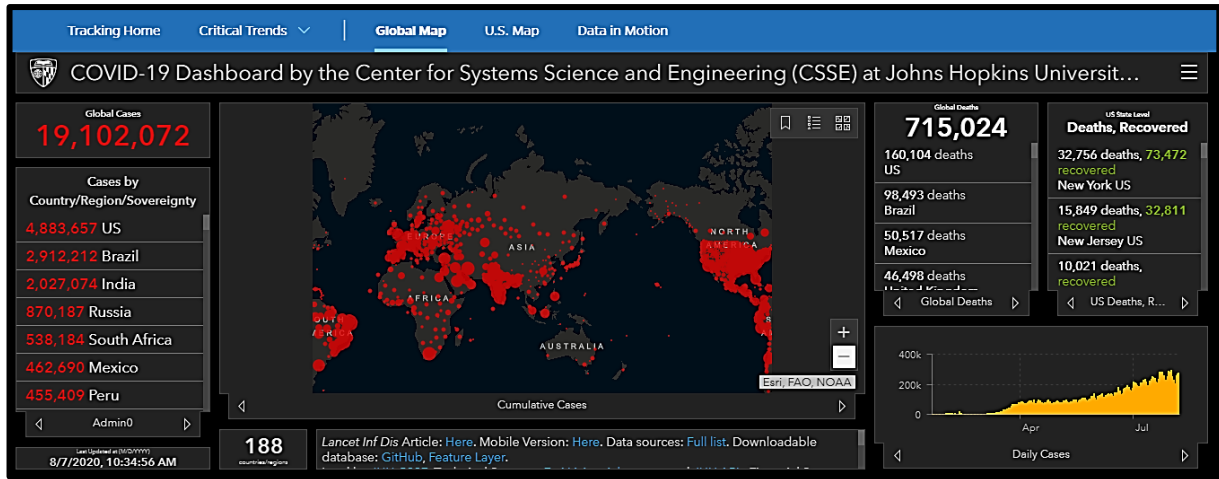 Tracking Home
Critical Trends
Global Map
U.S. Map
Data in Motion
COVID-19 Dashboard by the Center for Systems Science and Engineering (CSSE) at Johns Hopkins Universit...
Global Cases
19,102,072
Cases by
Country/Region/Sovereignty
4,883,657 US
2,912,212 Brazil
2,027,074 India
870,187 Russia
538,184 South Africa
462,690 Mexico
455,409 Peru
Admin0
Last Updated at (M/D/YYYY)
8/7/2020, 10:34:56 AM
EUROPE
ASIA
NORTH
AMERICA
AFRICA
AUSTRALIA
Esri, FAO, NOAA
Cumulative Cases
188
countries/regions
Lancet Inf Dis Article: Here. Mobile Version: Here. Data sources: Full list. Downloadable
database: GitHub, Feature Layer.
Global Deaths
715,024
160,104 deaths
US
98,493 deaths
Brazil
50,517 deaths
Mexico
46,498 deaths
United Kingdom
Global Deaths
US State Level
Deaths, Recovered
32,756 deaths, 73,472
recovered
New York US
15,849 deaths, 32,811
recovered
New Jersey US
10,021 deaths,
recovered
US Deaths, R...
400k
200k
0
Apr
Jul
Daily Cases